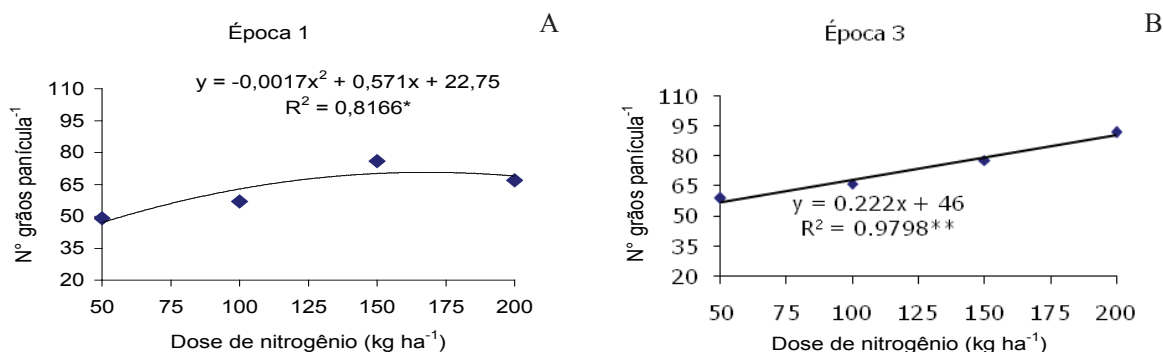 Época 1
A
y = -0,0017x² + 0,571x + 22,75
R² = 0,8166*
N° grãos panícula⁻¹
110
95
80
65
50
35
20
50 75 100 125 150 175 200
Dose de nitrogênio (kg ha⁻¹)
Época 3
B
N° grãos panícula⁻¹
110
95
80
65
50
35
20
y = 0.222x + 46
R² = 0.9798**
50 75 100 125 150 175 200
Dose de nitrogênio (kg ha⁻¹)